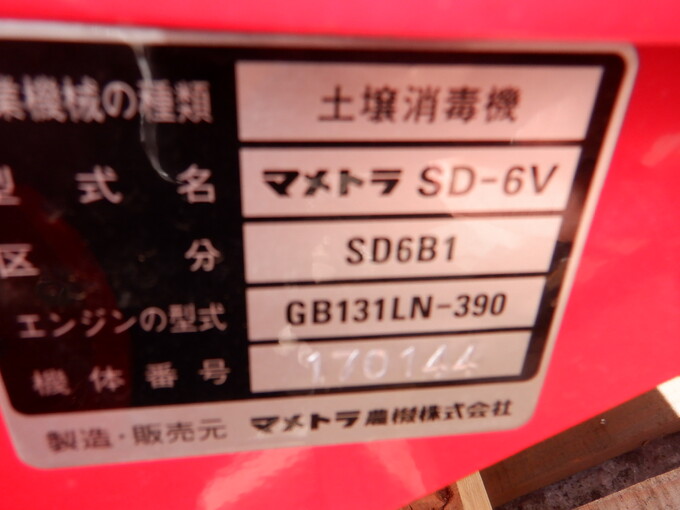 業機械の種類 土壌消毒機
型式名 マメトラ SD-6V
区分 SD6B1
エンジンの型式 GB131LN-390
機体番号 170144
製造・販売元 マメトラ農機株式会社